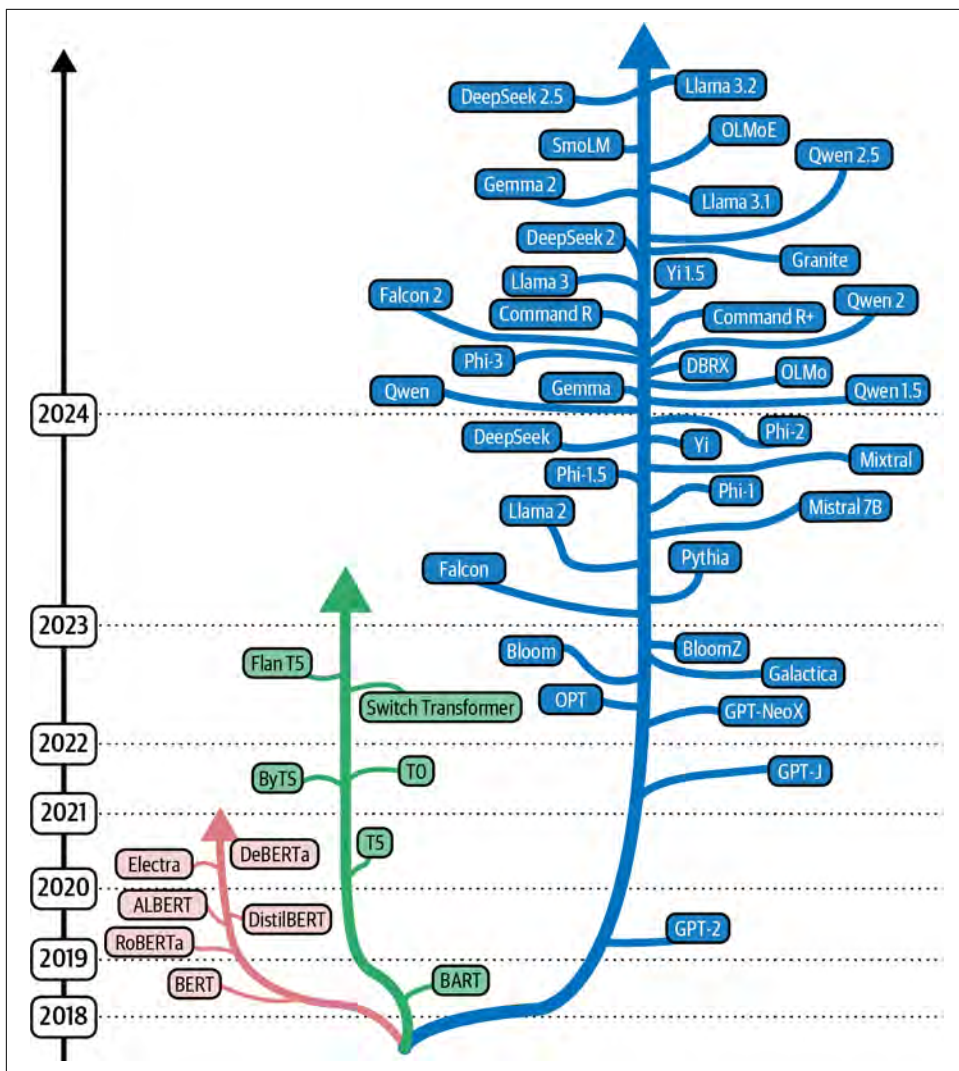 DeepSeek 2.5
Llama 3.2
SmoLM
OLMoE
Qwen 2.5
Gemma 2
Llama 3.1
DeepSeek 2
Granite
Llama 3
Yi 1.5
Falcon 2
Command R
Command R+
Qwen 2
Phi-3
DBRX
OLMo
Qwen
Gemma
Qwen 1.5
2024
DeepSeek
Yi
Phi-2
Mixtral
Phi-1.5
Phi-1
Llama 2
Mistral 7B
Falcon
Pythia
2023
Bloom
BloomZ
Flan T5
Galactica
Switch Transformer
OPT
GPT-NeoX
2022
ByT5
T0
GPT-J
2021
T5
Electra
DeBERTa
2020
ALBERT
DistilBERT
GPT-2
RoBERTa
2019
BERT
BART
2018